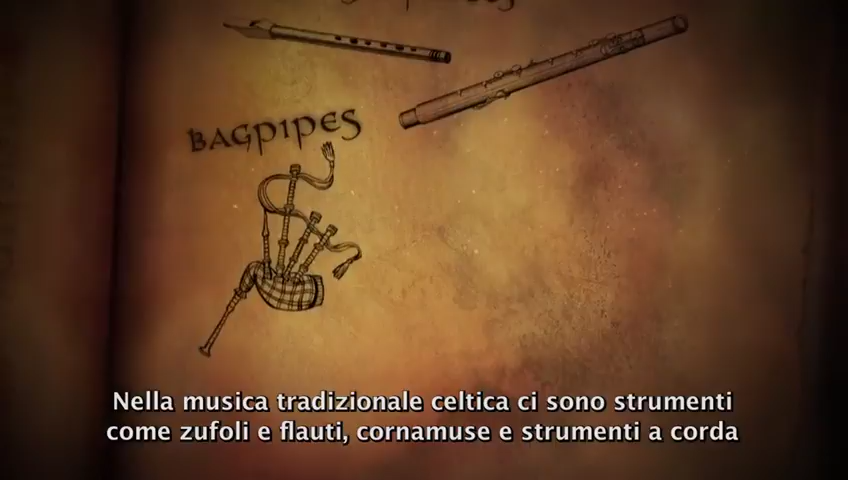 BAGPIPES
Nella musica tradizionale celtica ci sono strumenti
come zufoli e flauti, cornamuse e strumenti a corda